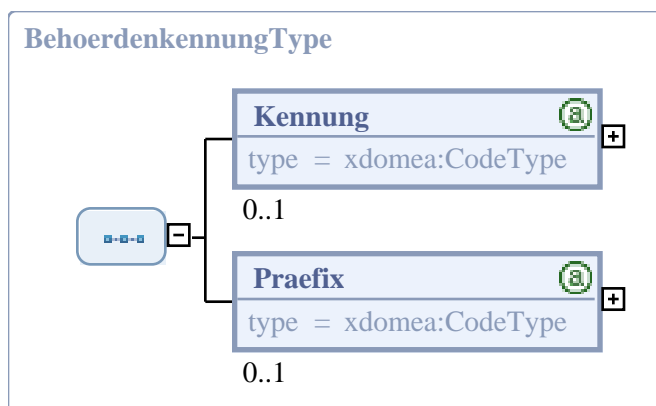 BehoerdenkennungType
Kennung
type = xdomea:CodeType
0..1
Praefix
type = xdomea:CodeType
0..1